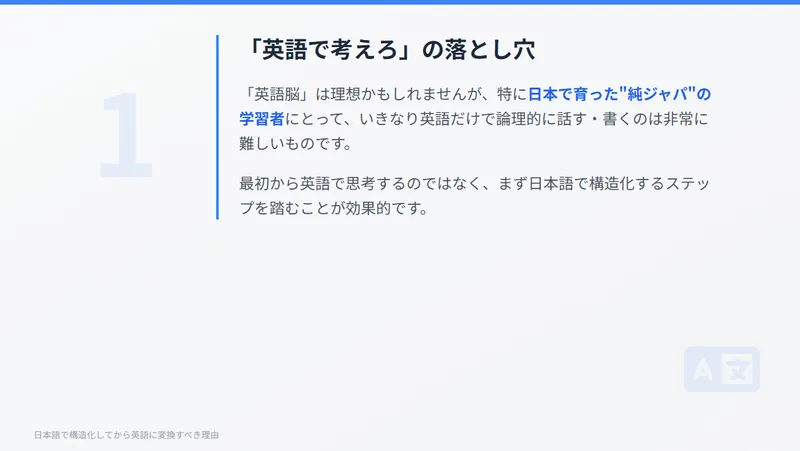 1
「英語で考えろ」の落とし穴
「英語脳」は理想かもしれませんが、特に日本で育った"純ジャパ"の
学習者にとって、いきなり英語だけで論理的に話す・書くのは非常に
難しいものです。
最初から英語で思考するのではなく、まず日本語で構造化するステッ
プを踏むことが効果的です。
A 文
日本語で構造化してから英語に変換すべき理由